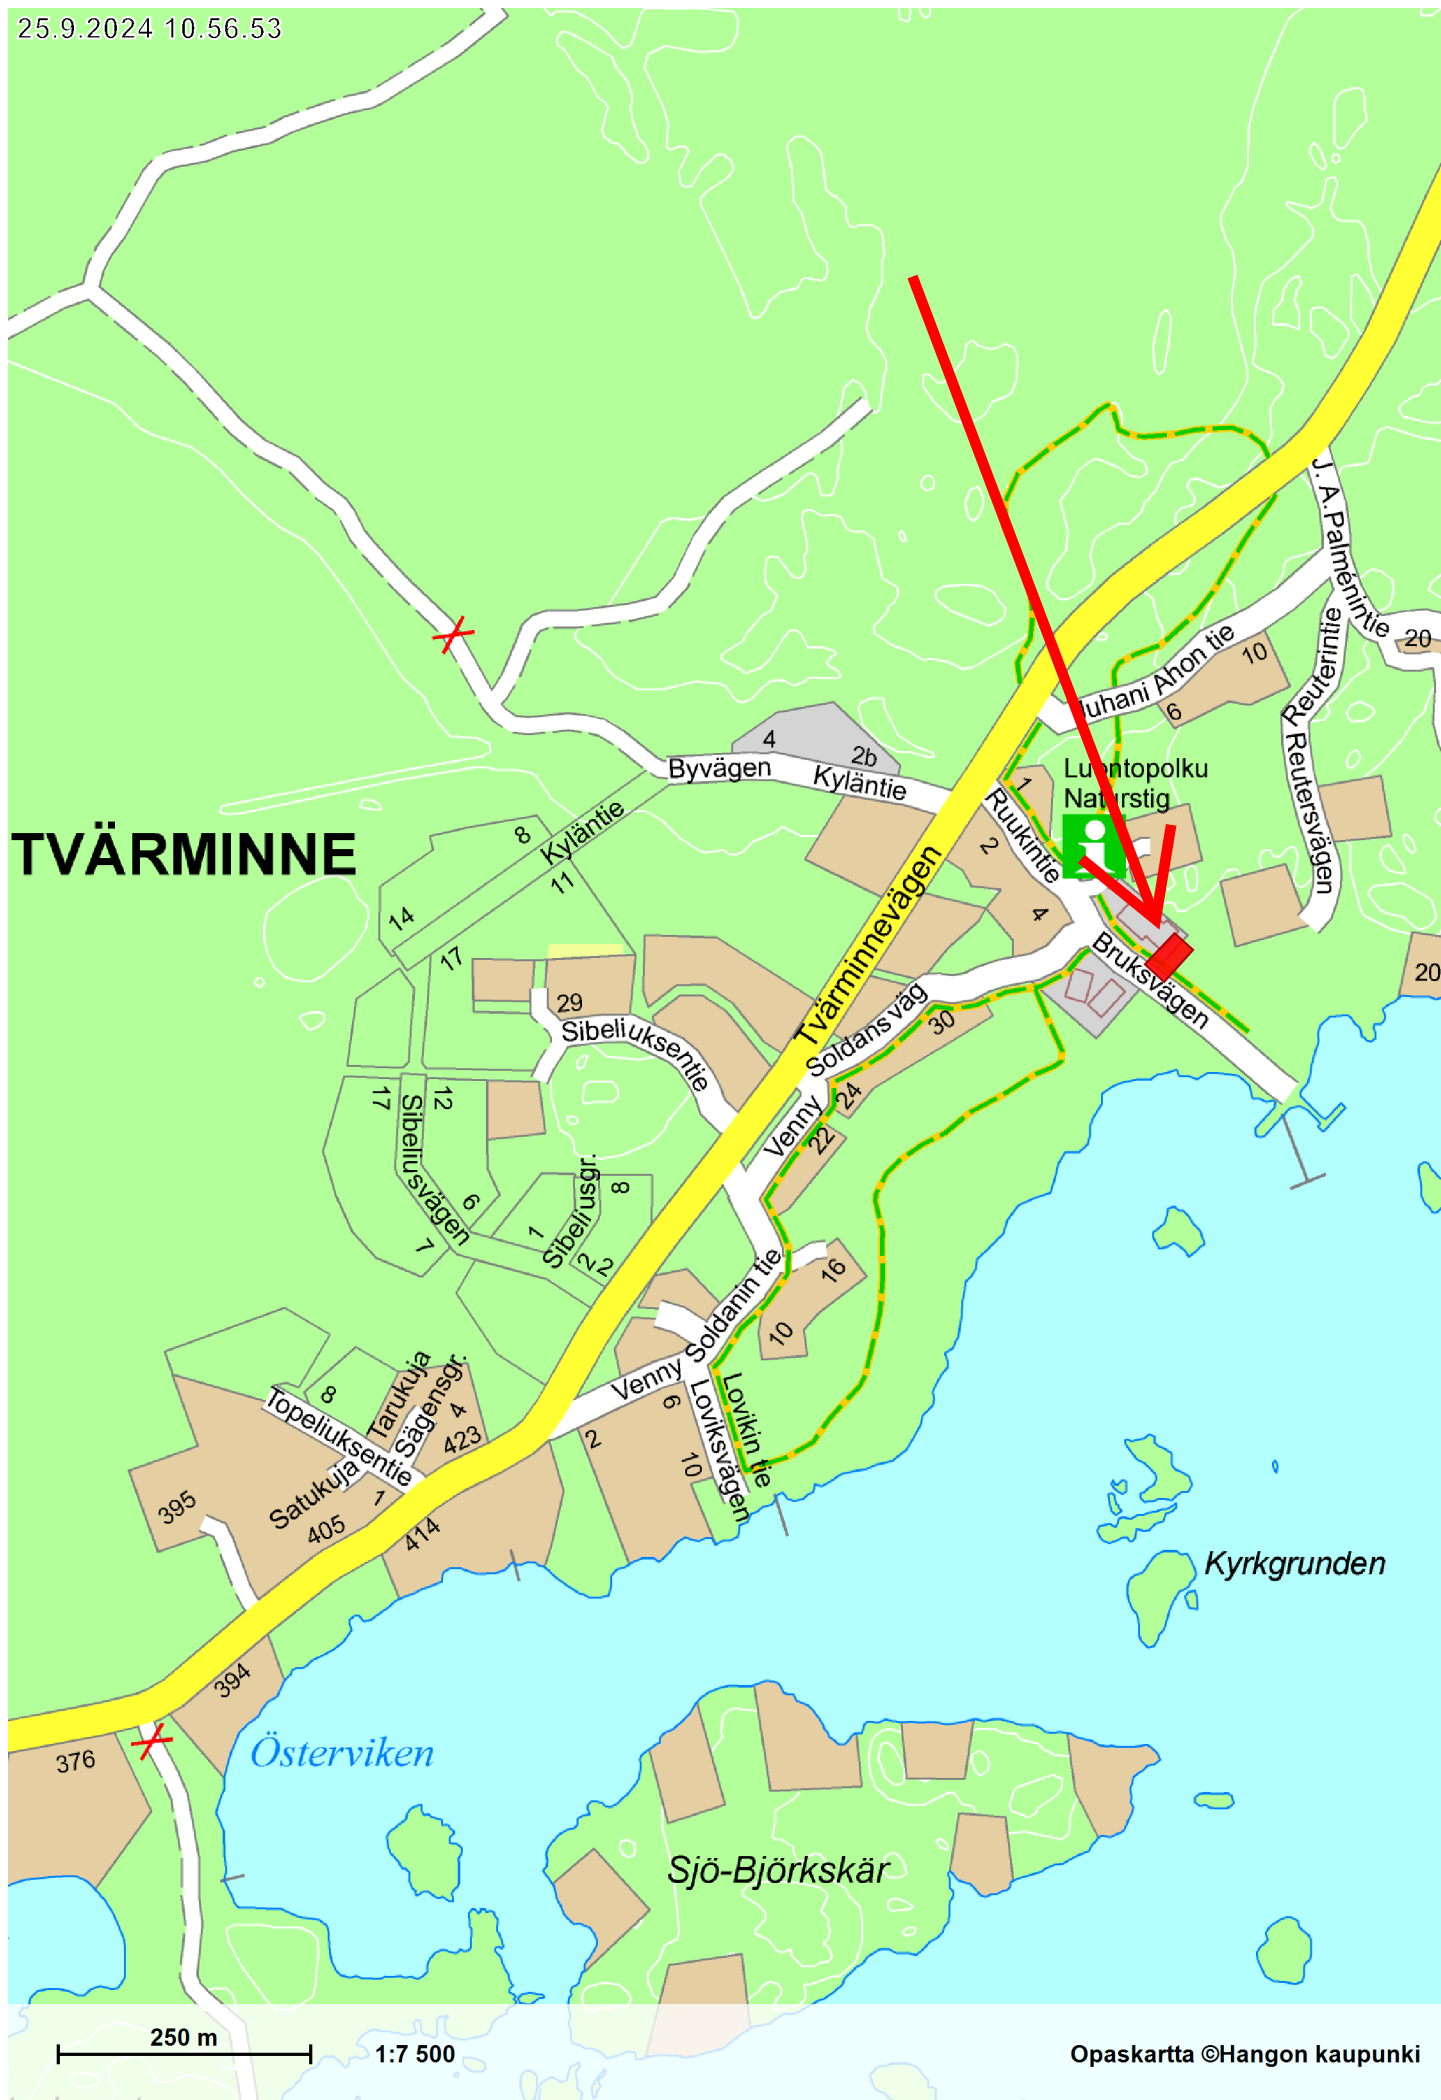 25.9.2024 10.56.53
J. A. Palménintie
20
Juhani Ahon tie
10
6
Reuterintie
Reutersvägen
4
2b
Byvägen
Kyläntie
Luontopolku
Naturstig
i
1
Ruukintie
2
4
TVÄRMINNE
8
Kyläntie
11
14
17
Tvärminnevägen
Bruksvägen
20
29
Sibeliuksentie
Soldans väg
30
24
Venny
22
17
12
Sibeliusvägen
6
7
8
Sibeliusgr.
1
2
2
16
10
Venny Soldanin tie
6
Loviksvägen
Lovikin tie
10
2
8
Tarukuja
Sägensgr.
4
Topeliuksentie
423
Satukuja
1
395
405
414
Kyrkgrunden
394
376
Österviken
Sjö-Björkskär
250 m
1:7 500
Opaskartta ©Hangon kaupunki